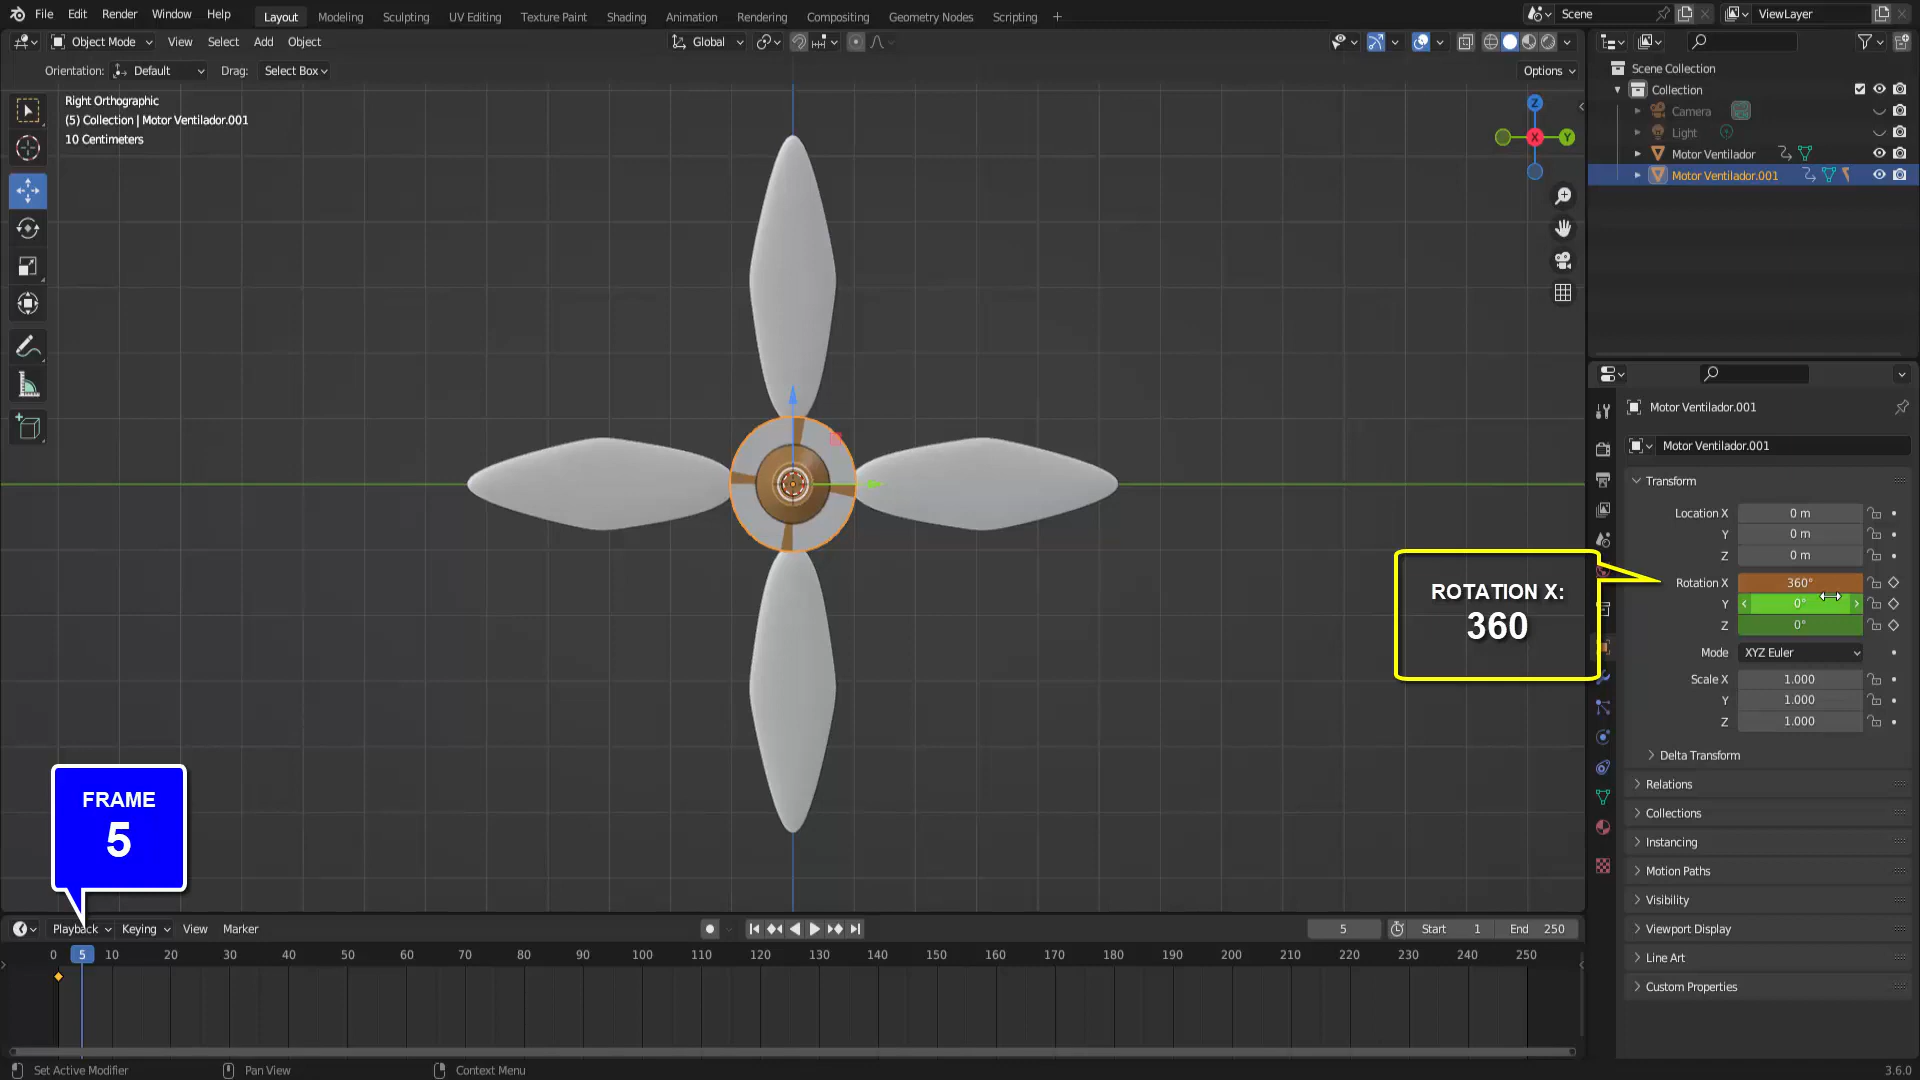 File Edit Render Window Help
Layout Modeling Sculpting UV Editing Texture Paint Shading Animation Rendering Compositing Geometry Nodes Scripting +
Scene
ViewLayer
Object Mode View Select Add Object
Global
Orientation: Default Drag: Select Box
Options
Right Orthographic
(5) Collection | Motor Ventilador.001
10 Centimeters
Z
X
Y
Scene Collection
Collection
Camera
Light
Motor Ventilador
Motor Ventilador.001
Motor Ventilador.001
Motor Ventilador.001
Transform
Location X 0 m
Y 0 m
Z 0 m
Rotation X 360°
Y 0°
Z 0°
Mode XYZ Euler
Scale X 1.000
Y 1.000
Z 1.000
Delta Transform
Relations
Collections
Instancing
Motion Paths
Visibility
Viewport Display
Line Art
Custom Properties
ROTATION X:
360
FRAME
5
Playback Keying View Marker
5 Start 1 End 250
0 5 10 20 30 40 50 60 70 80 90 100 110 120 130 140 150 160 170 180 190 200 210 220 230 240 250
Set Active Modifier Pan View Context Menu 3.6.0